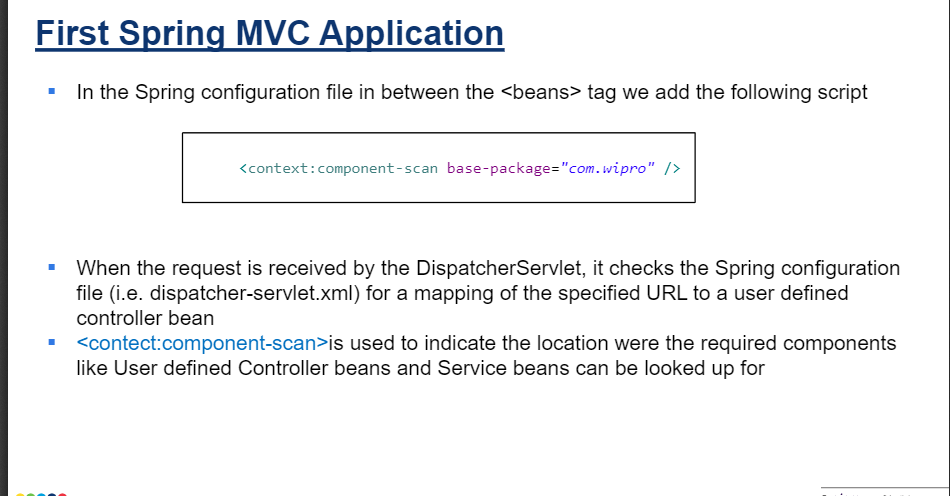 First Spring MVC Application
In the Spring configuration file in between the <beans> tag we add the following script
<context:component-scan base-package="com.wipro" />
When the request is received by the DispatcherServlet, it checks the Spring configuration
file (i.e. dispatcher-servlet.xml) for a mapping of the specified URL to a user defined
controller bean
<contect:component-scan>is used to indicate the location were the required components
like User defined Controller beans and Service beans can be looked up for